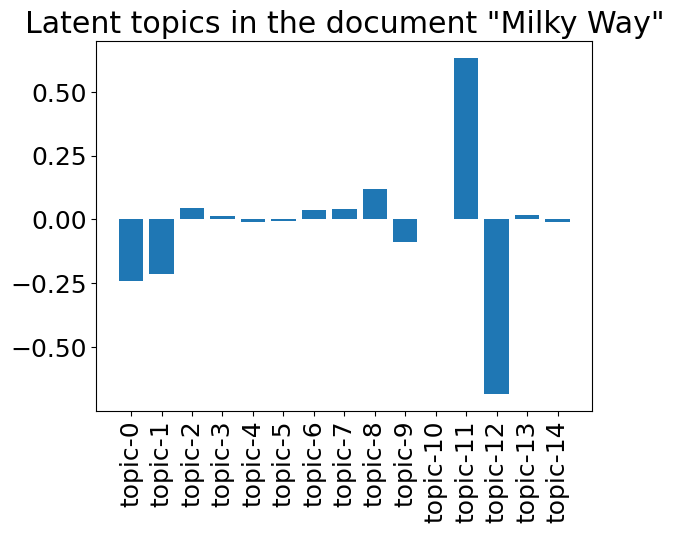 Latent topics in the document "Milky Way"
0.50
0.25
0.00
−0.25
−0.50
topic-0
topic-1
topic-2
topic-3
topic-4
topic-5
topic-6
topic-7
topic-8
topic-9
topic-10
topic-11
topic-12
topic-13
topic-14